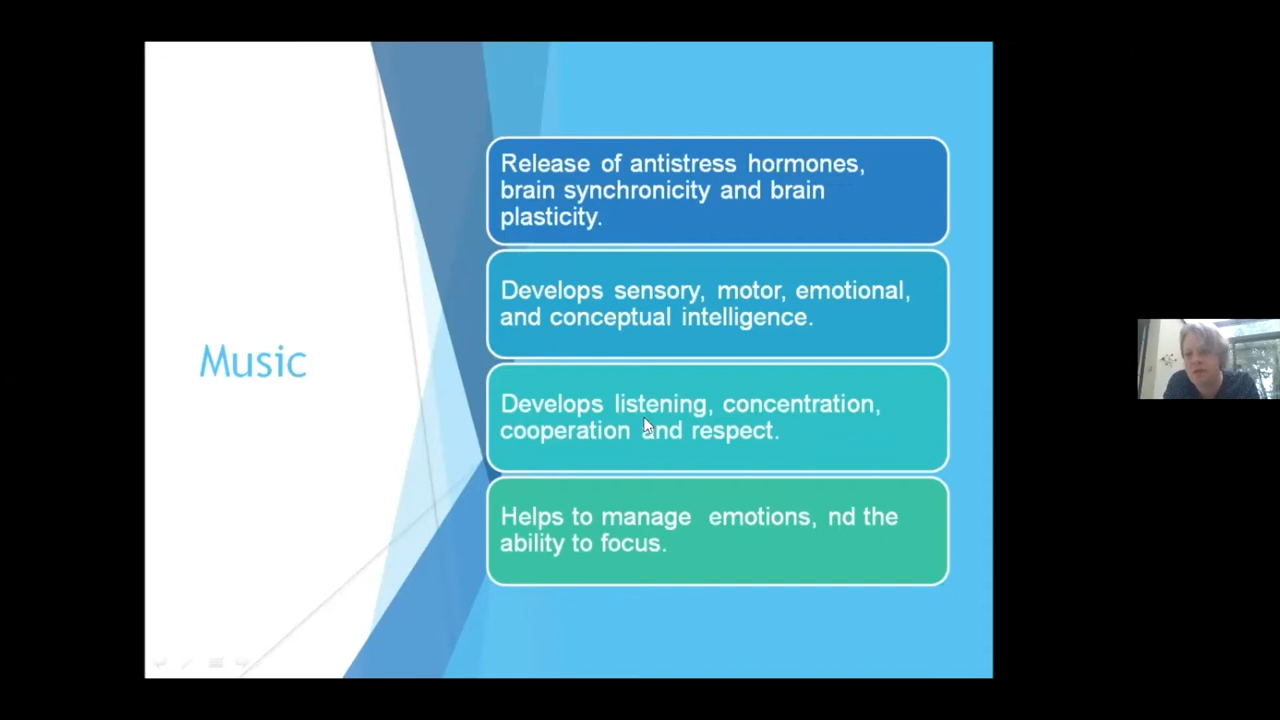 Music
Release of antistress hormones,
brain synchronicity and brain
plasticity.
Develops sensory, motor, emotional,
and conceptual intelligence.
Develops listening, concentration,
cooperation and respect.
Helps to manage  emotions, nd the
ability to focus.